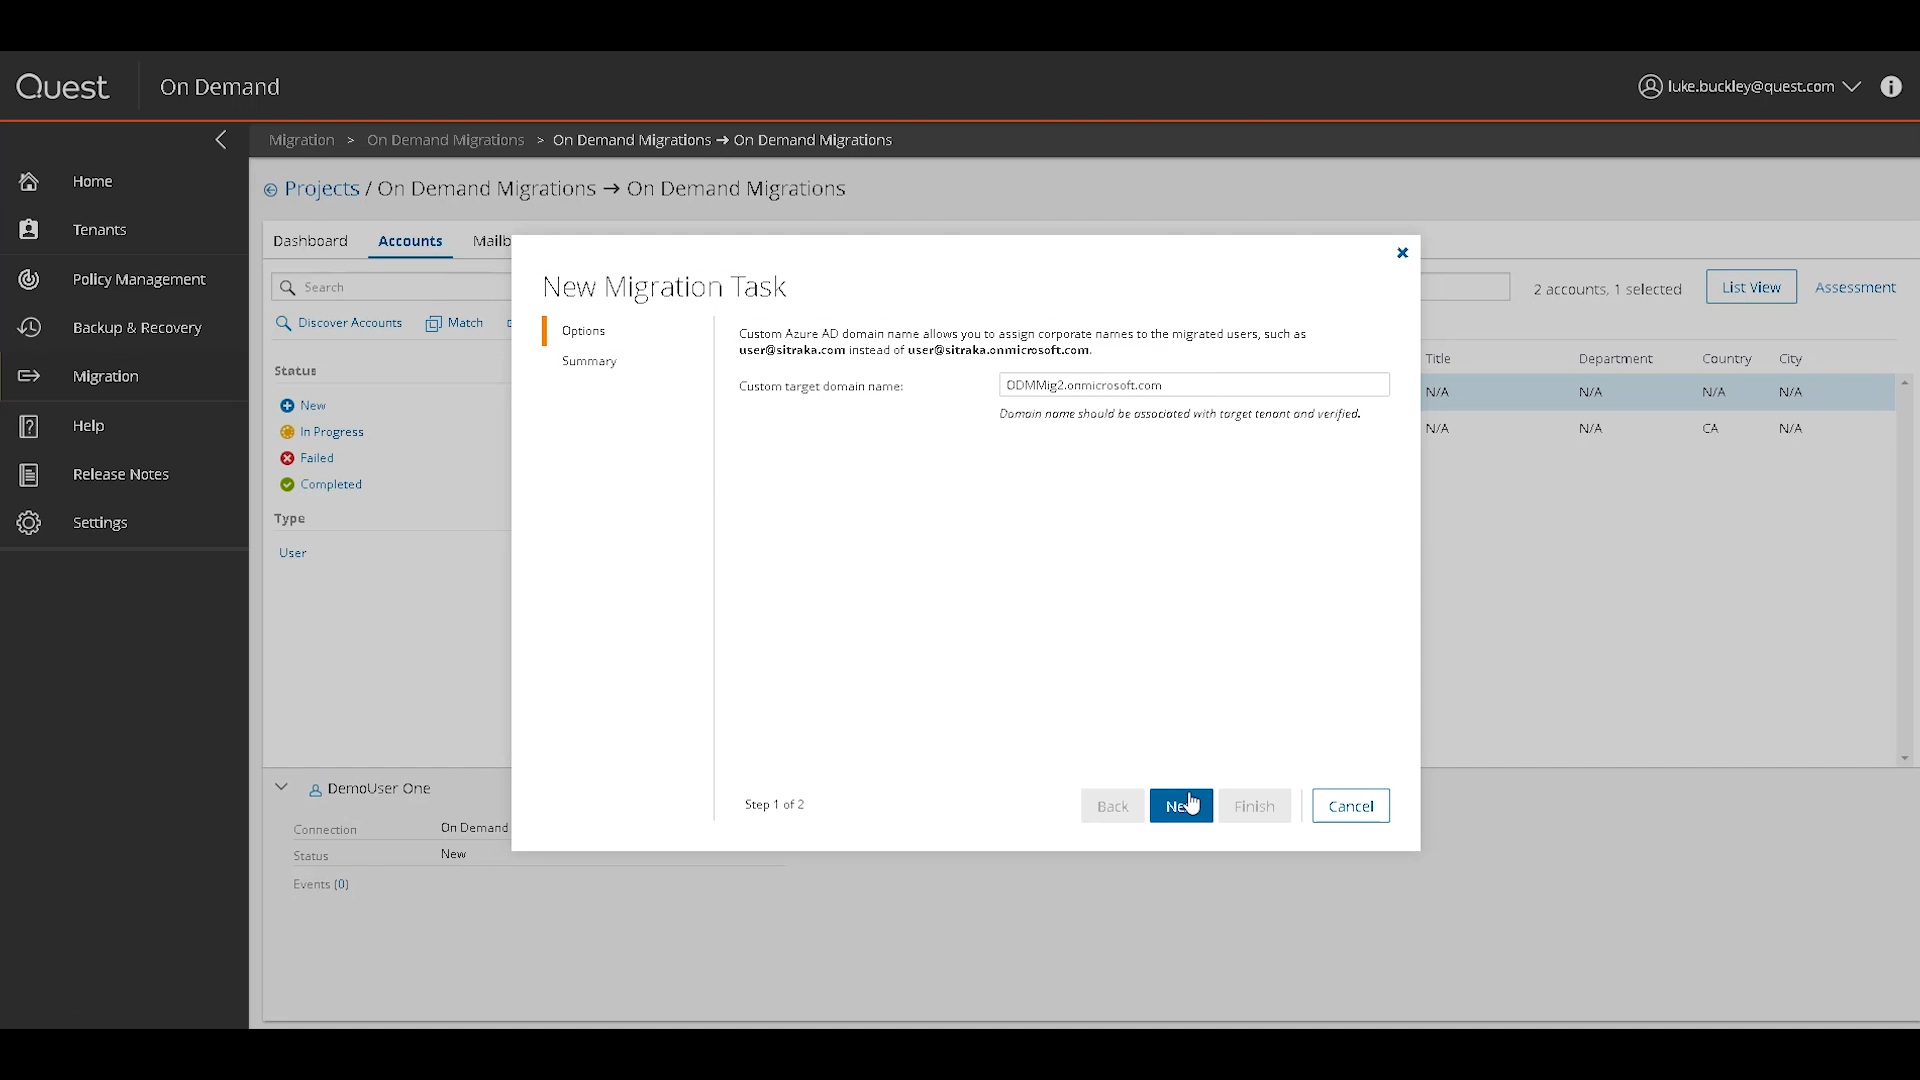 Quest
On Demand
luke.buckley@quest.com
Migration > On Demand Migrations > On Demand Migrations → On Demand Migrations
Home
Tenants
Policy Management
Backup & Recovery
Migration
Help
Release Notes
Settings
Projects / On Demand Migrations → On Demand Migrations
Dashboard
Accounts
Search
2 accounts, 1 selected
List View
Assessment
Discover Accounts
Match
Status
New
In Progress
Failed
Completed
Type
User
Title Department Country City
N/A N/A N/A N/A
N/A N/A CA N/A
New Migration Task
Options
Summary
Custom Azure AD domain name allows you to assign corporate names to the migrated users, such as
user@sitraka.com instead of user@sitraka.onmicrosoft.com.
Custom target domain name:
ODMMig2.onmicrosoft.com
Domain name should be associated with target tenant and verified.
Step 1 of 2
Back
Finish
Cancel
DemoUser One
Connection On Demand
Status New
Events (0)